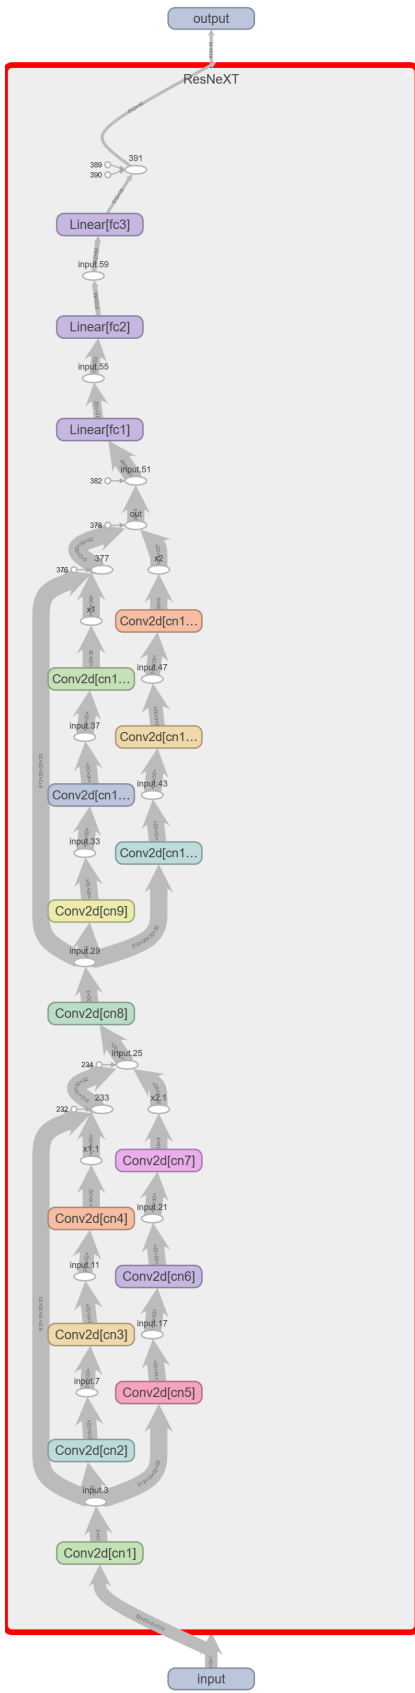 output
ResNeXT
391
389
390
Linear[fc3]
input.59
Linear[fc2]
input.55
Linear[fc1]
input.51
382
out
378
377
x2
376
x1
Conv2d[cn1...
input.47
Conv2d[cn1...
input.37
Conv2d[cn1...
Conv2d[cn1...
input.43
input.33
Conv2d[cn1...
Conv2d[cn9]
input.29
Conv2d[cn8]
input.25
234
233
x2.1
232
x1.1
Conv2d[cn7]
Conv2d[cn4]
input.21
input.11
Conv2d[cn6]
Conv2d[cn3]
input.17
input.7
Conv2d[cn5]
Conv2d[cn2]
input.3
Conv2d[cn1]
input